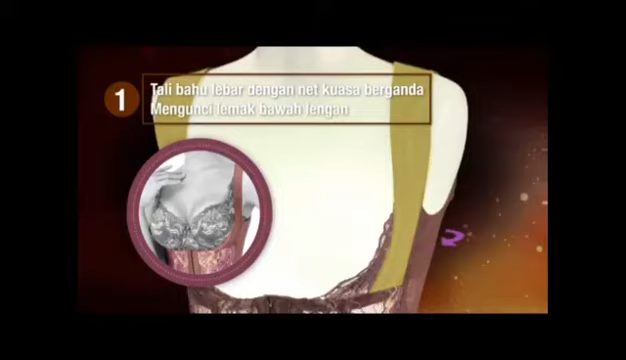 1
Tali bahu lebar dengan net kuasa berganda
Mengunci lemak bawah lengan